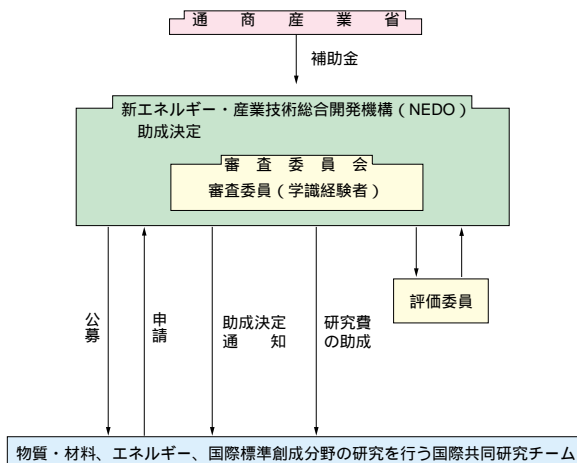 通商産業省
補助金
新エネルギー・産業技術総合開発機構（NEDO）
助成決定
審査委員会
審査委員（学識経験者）
公募
申請
助成決定
通知
研究費
の助成
評価委員
物質・材料、エネルギー、国際標準創成分野の研究を行う国際共同研究チーム